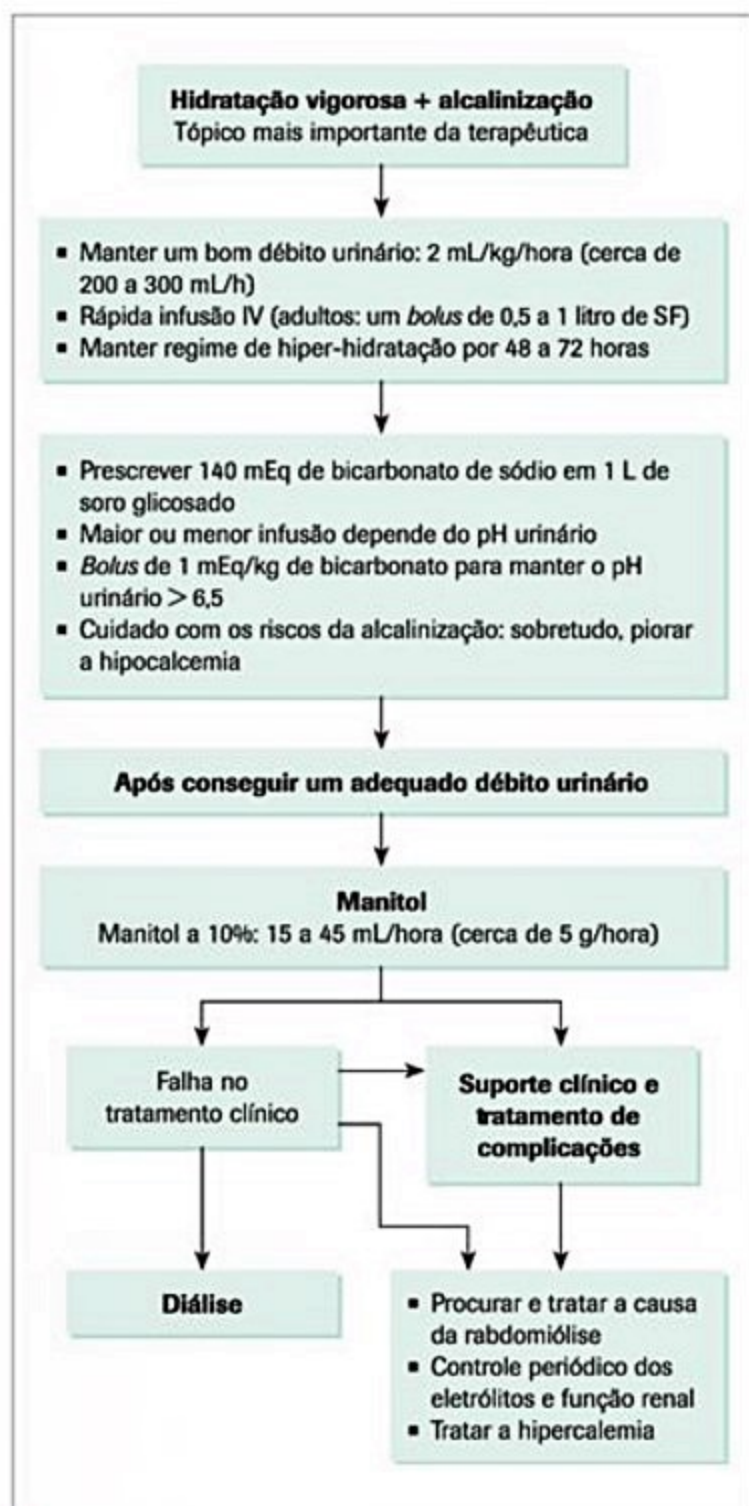 Hidratação vigorosa + alcalinização
Tópico mais importante da terapêutica
▪ Manter um bom débito urinário: 2 mL/kg/hora (cerca de
200 a 300 mL/h)
▪ Rápida infusão IV (adultos: um bolus de 0,5 a 1 litro de SF)
▪ Manter regime de hiper-hidratação por 48 a 72 horas
▪ Prescrever 140 mEq de bicarbonato de sódio em 1 L de
soro glicosado
▪ Maior ou menor infusão depende do pH urinário
▪ Bolus de 1 mEq/kg de bicarbonato para manter o pH
urinário > 6,5
▪ Cuidado com os riscos da alcalinização: sobretudo, piorar
a hipocalcemia
Após conseguir um adequado débito urinário
Manitol
Manitol a 10%: 15 a 45 mL/hora (cerca de 5 g/hora)
Falha no
tratamento clínico
Suporte clínico e
tratamento de
complicações
Diálise
▪ Procurar e tratar a causa
da rabdomiólise
▪ Controle periódico dos
eletrólitos e função renal
▪ Tratar a hipercalemia